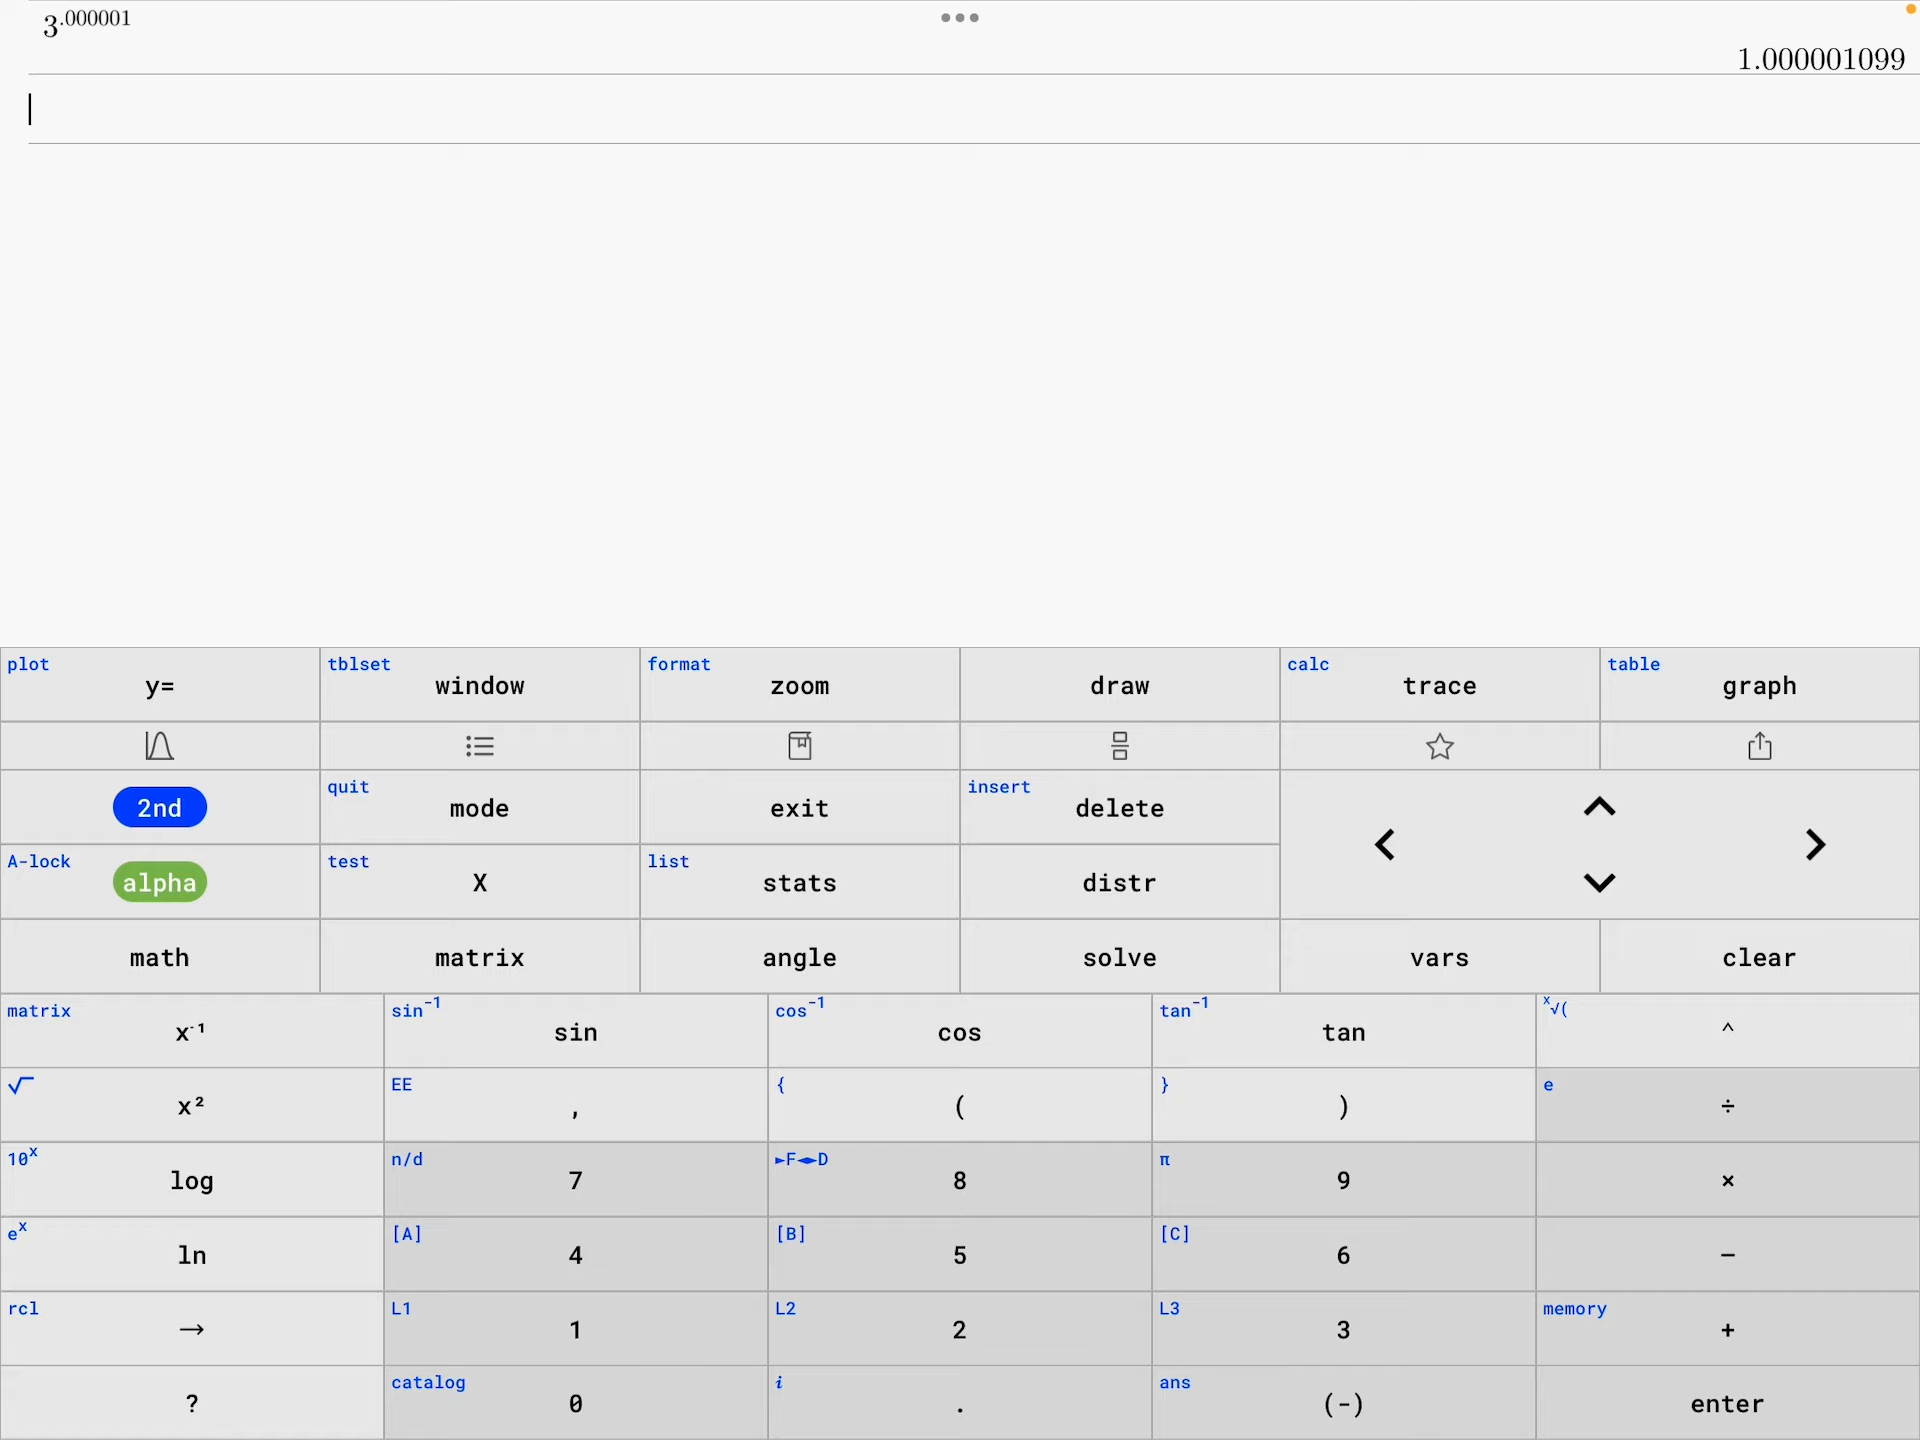 3^.000001
1.000001099
plot y= tblset window format zoom draw calc trace table graph
2nd quit mode exit insert delete
A-lock alpha test X list stats distr
math matrix angle solve vars clear
matrix x⁻¹ sin⁻¹ sin cos⁻¹ cos tan⁻¹ tan ˣ√( ^
√ x² EE , { ( } ) e ÷
10ˣ log n/d 7 ►F◄►D 8 π 9 ×
eˣ ln [A] 4 [B] 5 [C] 6 −
rcl → L1 1 L2 2 L3 3 memory +
? catalog 0 i . ans (-) enter